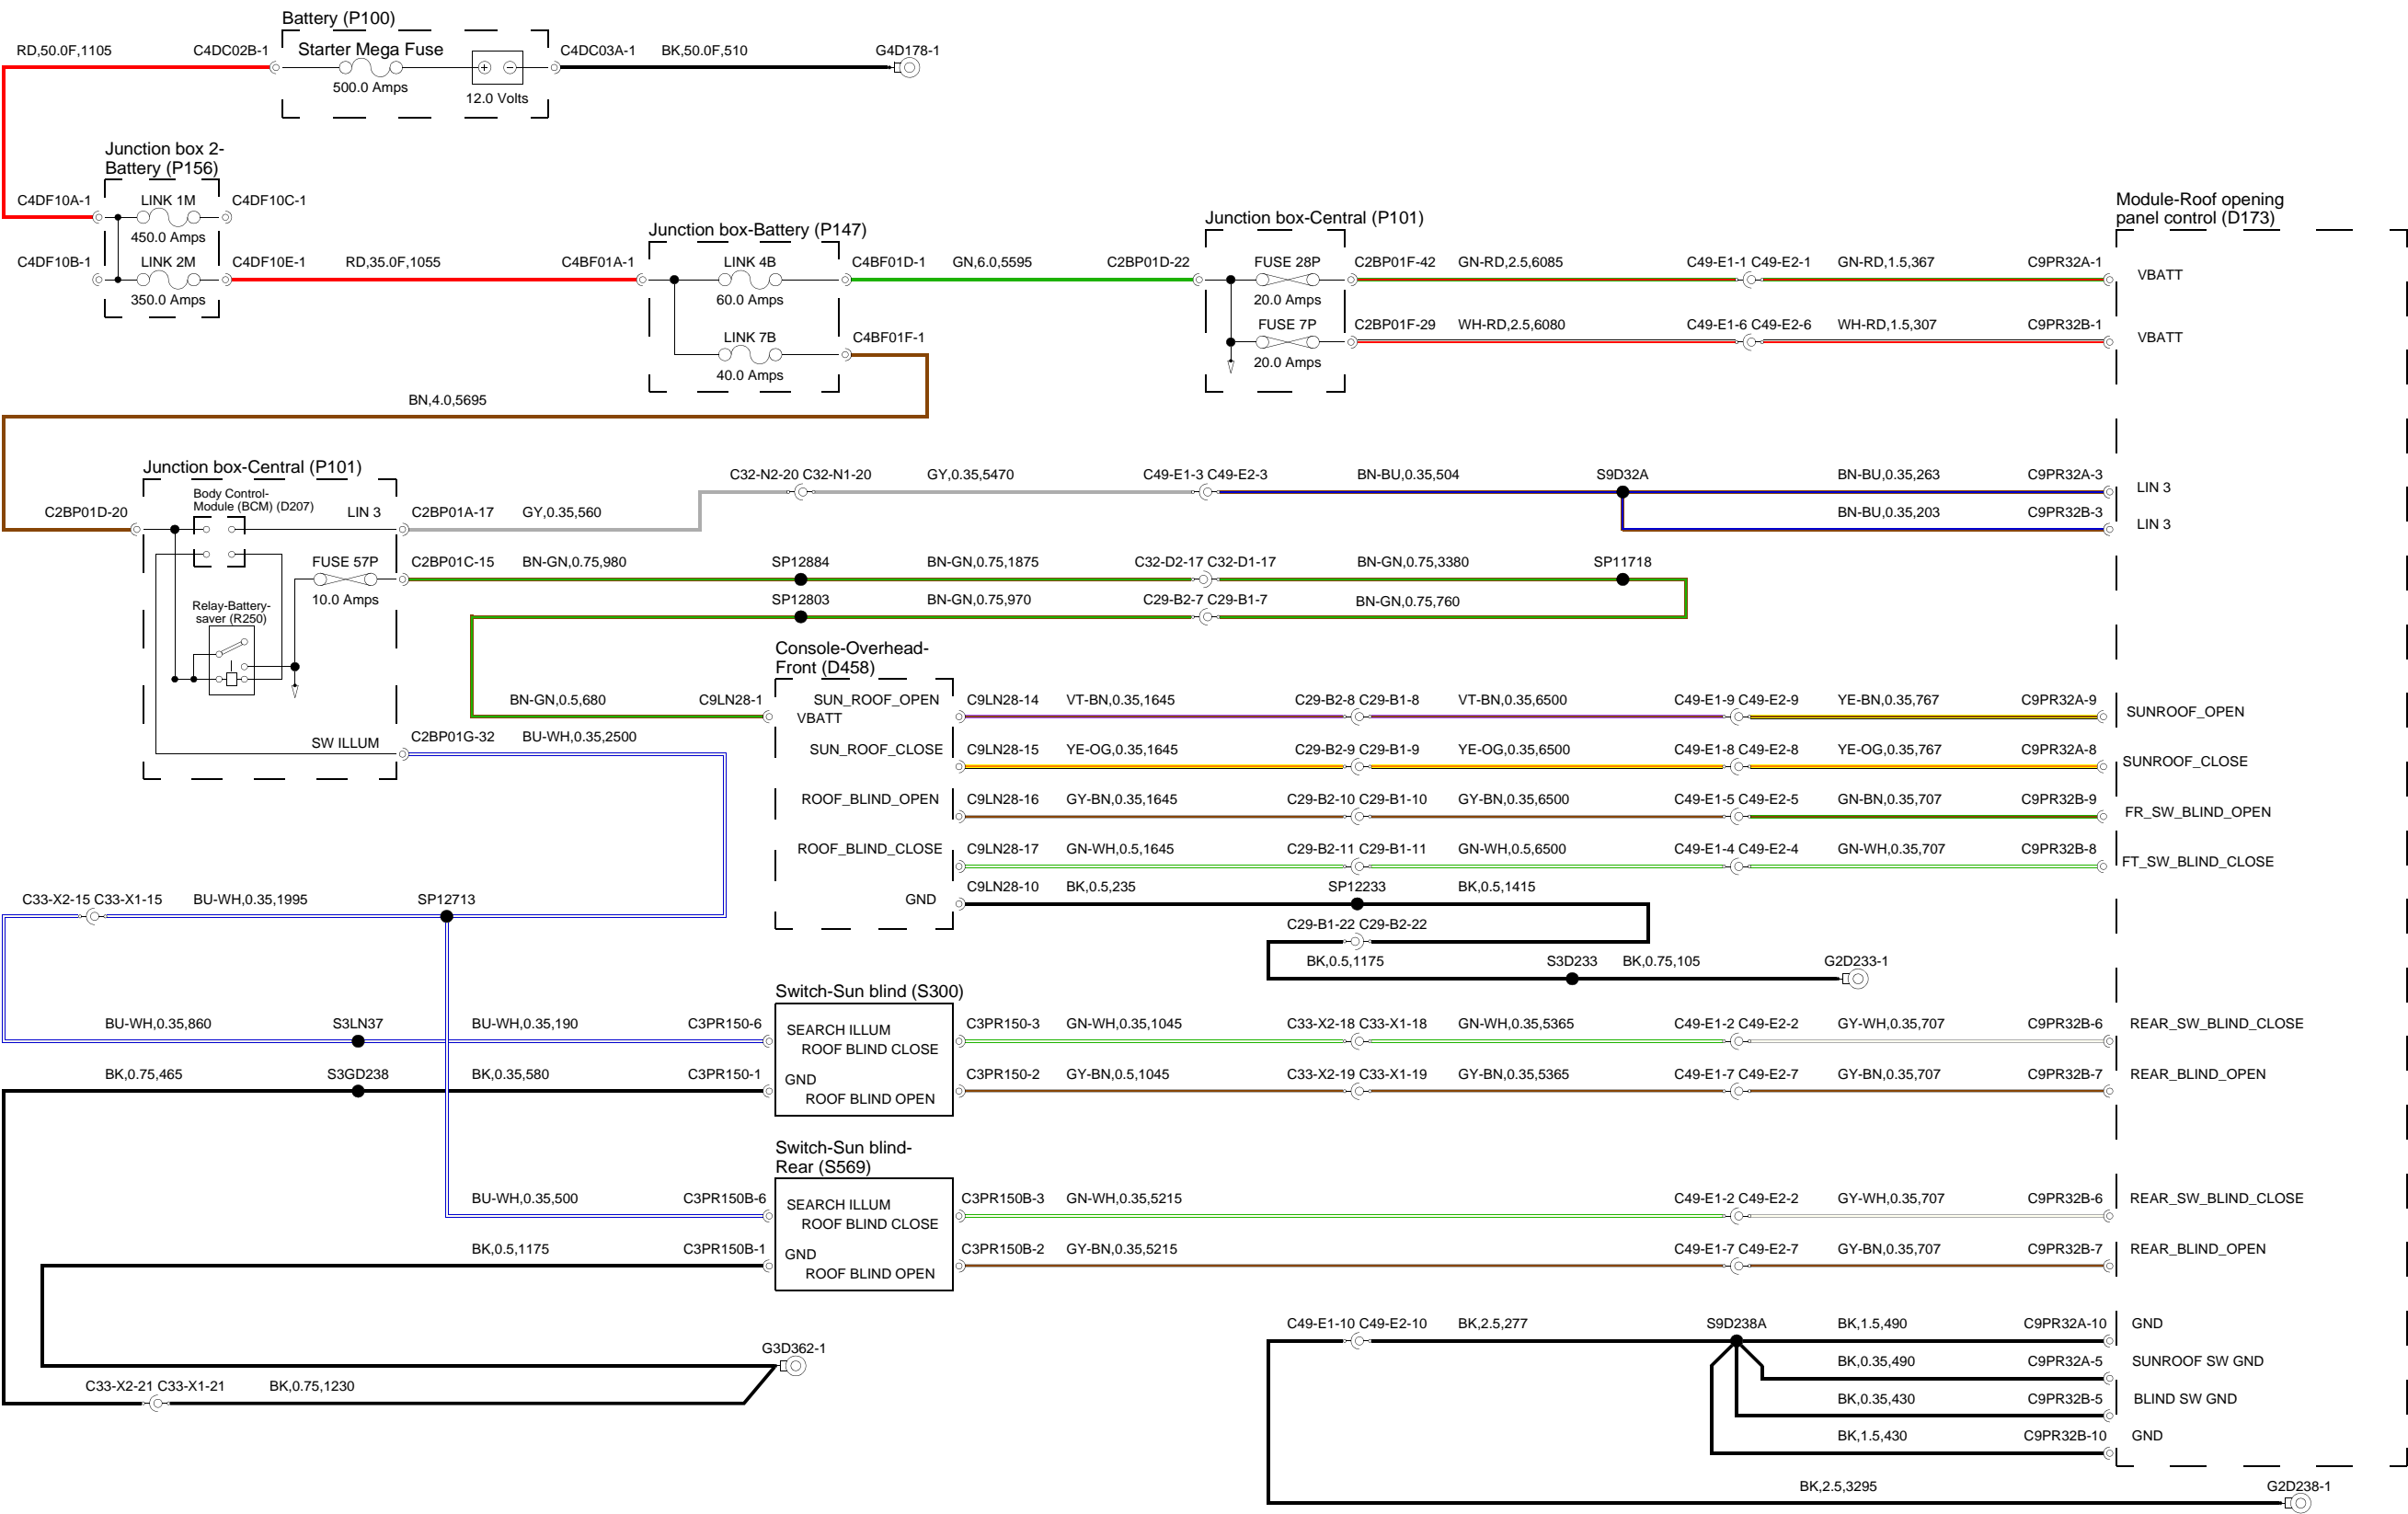 Battery (P100)
RD,50.0F,1105
C4DC02B-1
Starter Mega Fuse
C4DC03A-1
BK,50.0F,510
G4D178-1
500.0 Amps
12.0 Volts
Junction box 2-
Battery (P156)
C4DF10A-1
LINK 1M
C4DF10C-1
450.0 Amps
C4DF10B-1
LINK 2M
C4DF10E-1
RD,35.0F,1055
350.0 Amps
Junction box-Battery (P147)
C4BF01A-1
LINK 4B
C4BF01D-1
GN,6.0,5595
60.0 Amps
LINK 7B
C4BF01F-1
40.0 Amps
Junction box-Central (P101)
C2BP01D-22
FUSE 28P
C2BP01F-42
GN-RD,2.5,6085
C49-E1-1 C49-E2-1
GN-RD,1.5,367
C9PR32A-1
20.0 Amps
FUSE 7P
C2BP01F-29
WH-RD,2.5,6080
C49-E1-6 C49-E2-6
WH-RD,1.5,307
C9PR32B-1
20.0 Amps
Module-Roof opening
panel control (D173)
VBATT
VBATT
BN,4.0,5695
Junction box-Central (P101)
Body Control-
Module (BCM) (D207)
C2BP01D-20
LIN 3
C2BP01A-17
GY,0.35,560
C32-N2-20 C32-N1-20
GY,0.35,5470
C49-E1-3 C49-E2-3
BN-BU,0.35,504
S9D32A
BN-BU,0.35,263
C9PR32A-3
LIN 3
BN-BU,0.35,203
C9PR32B-3
LIN 3
FUSE 57P
C2BP01C-15
BN-GN,0.75,980
SP12884
BN-GN,0.75,1875
C32-D2-17 C32-D1-17
BN-GN,0.75,3380
SP11718
10.0 Amps
Relay-Battery-
saver (R250)
SP12803
BN-GN,0.75,970
C29-B2-7 C29-B1-7
BN-GN,0.75,760
Console-Overhead-
Front (D458)
BN-GN,0.5,680
C9LN28-1
SUN_ROOF_OPEN
VBATT
C9LN28-14
VT-BN,0.35,1645
C29-B2-8 C29-B1-8
VT-BN,0.35,6500
C49-E1-9 C49-E2-9
YE-BN,0.35,767
C9PR32A-9
SUNROOF_OPEN
SW ILLUM
C2BP01G-32
BU-WH,0.35,2500
SUN_ROOF_CLOSE
C9LN28-15
YE-OG,0.35,1645
C29-B2-9 C29-B1-9
YE-OG,0.35,6500
C49-E1-8 C49-E2-8
YE-OG,0.35,767
C9PR32A-8
SUNROOF_CLOSE
ROOF_BLIND_OPEN
C9LN28-16
GY-BN,0.35,1645
C29-B2-10 C29-B1-10
GY-BN,0.35,6500
C49-E1-5 C49-E2-5
GN-BN,0.35,707
C9PR32B-9
FR_SW_BLIND_OPEN
ROOF_BLIND_CLOSE
C9LN28-17
GN-WH,0.5,1645
C29-B2-11 C29-B1-11
GN-WH,0.5,6500
C49-E1-4 C49-E2-4
GN-WH,0.35,707
C9PR32B-8
FT_SW_BLIND_CLOSE
GND
C9LN28-10
BK,0.5,235
SP12233
BK,0.5,1415
C33-X2-15 C33-X1-15
BU-WH,0.35,1995
SP12713
C29-B1-22 C29-B2-22
BK,0.5,1175
S3D233
BK,0.75,105
G2D233-1
Switch-Sun blind (S300)
BU-WH,0.35,860
S3LN37
BU-WH,0.35,190
C3PR150-6
SEARCH ILLUM
ROOF BLIND CLOSE
C3PR150-3
GN-WH,0.35,1045
C33-X2-18 C33-X1-18
GN-WH,0.35,5365
C49-E1-2 C49-E2-2
GY-WH,0.35,707
C9PR32B-6
REAR_SW_BLIND_CLOSE
BK,0.75,465
S3GD238
BK,0.35,580
C3PR150-1
GND
ROOF BLIND OPEN
C3PR150-2
GY-BN,0.5,1045
C33-X2-19 C33-X1-19
GY-BN,0.35,5365
C49-E1-7 C49-E2-7
GY-BN,0.35,707
C9PR32B-7
REAR_BLIND_OPEN
Switch-Sun blind-
Rear (S569)
BU-WH,0.35,500
C3PR150B-6
SEARCH ILLUM
ROOF BLIND CLOSE
C3PR150B-3
GN-WH,0.35,5215
C49-E1-2 C49-E2-2
GY-WH,0.35,707
C9PR32B-6
REAR_SW_BLIND_CLOSE
BK,0.5,1175
C3PR150B-1
GND
ROOF BLIND OPEN
C3PR150B-2
GY-BN,0.35,5215
C49-E1-7 C49-E2-7
GY-BN,0.35,707
C9PR32B-7
REAR_BLIND_OPEN
G3D362-1
C33-X2-21 C33-X1-21
BK,0.75,1230
C49-E1-10 C49-E2-10
BK,2.5,277
S9D238A
BK,1.5,490
C9PR32A-10
GND
BK,0.35,490
C9PR32A-5
SUNROOF SW GND
BK,0.35,430
C9PR32B-5
BLIND SW GND
BK,1.5,430
C9PR32B-10
GND
BK,2.5,3295
G2D238-1